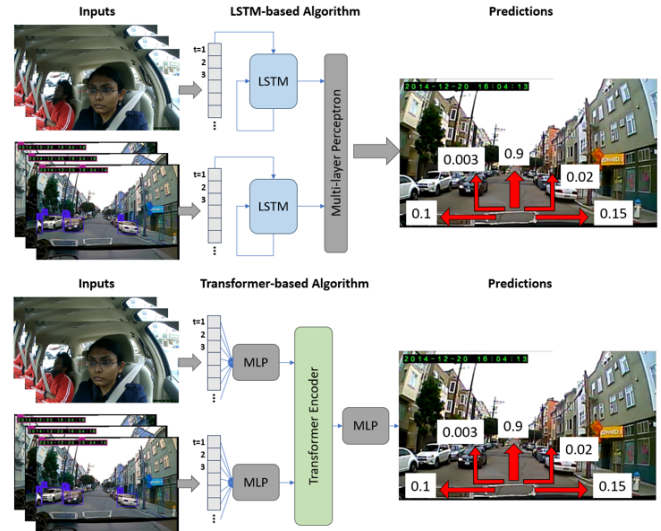 Inputs
LSTM-based Algorithm
Predictions
t=1
2
3
...
LSTM
t=1
2
3
...
LSTM
Multi-layer Perceptron
2014-12-20 16:04:13
0.003
0.9
0.02
0.1
0.15
Inputs
Transformer-based Algorithm
Predictions
t=1
2
3
...
MLP
t=1
2
3
...
MLP
Transformer Encoder
MLP
2014-12-20 16:04:13
0.003
0.9
0.02
0.1
0.15